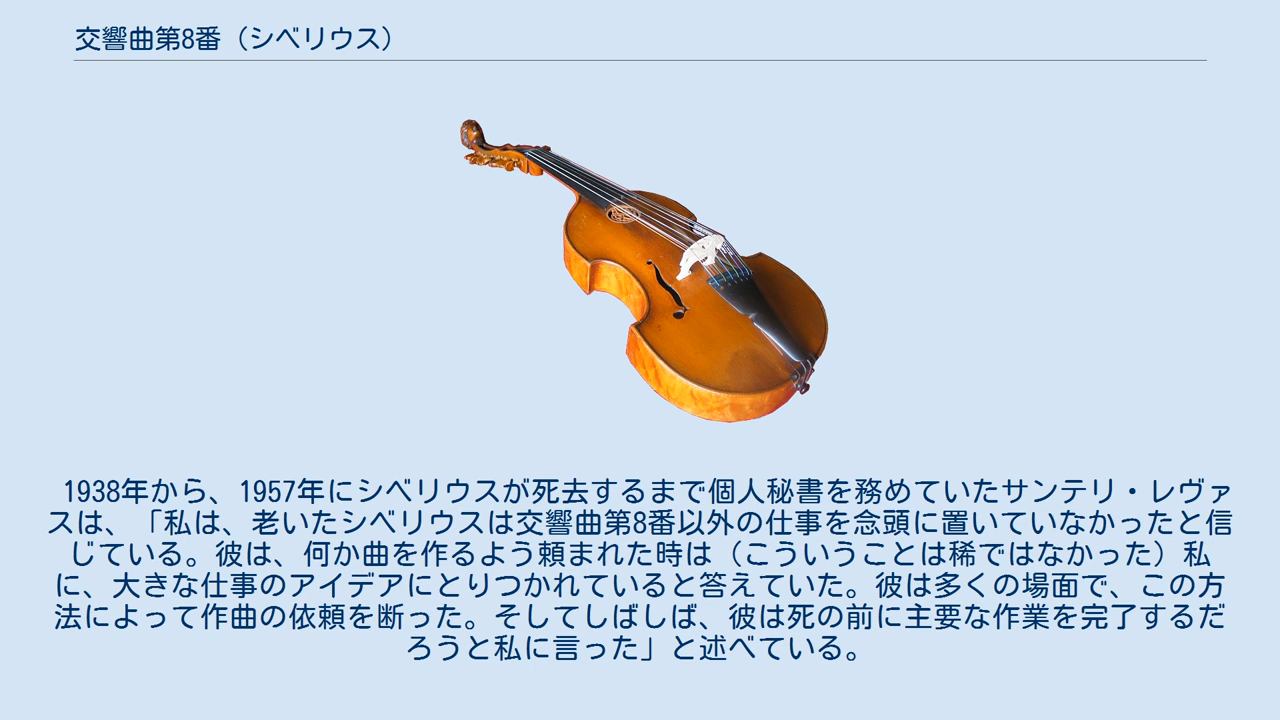 交響曲第8番（シベリウス）
1938年から、1957年にシベリウスが死去するまで個人秘書を務めていたサンテリ・レヴァ
スは、「私は、老いたシベリウスは交響曲第8番以外の仕事を念頭に置いていなかったと信
じている。彼は、何か曲を作るよう頼まれた時は（こういうことは稀ではなかった）私
に、大きな仕事のアイデアにとりつかれていると答えていた。彼は多くの場面で、この方
法によって作曲の依頼を断った。そしてしばしば、彼は死の前に主要な作業を完了するだ
ろうと私に言った」と述べている。